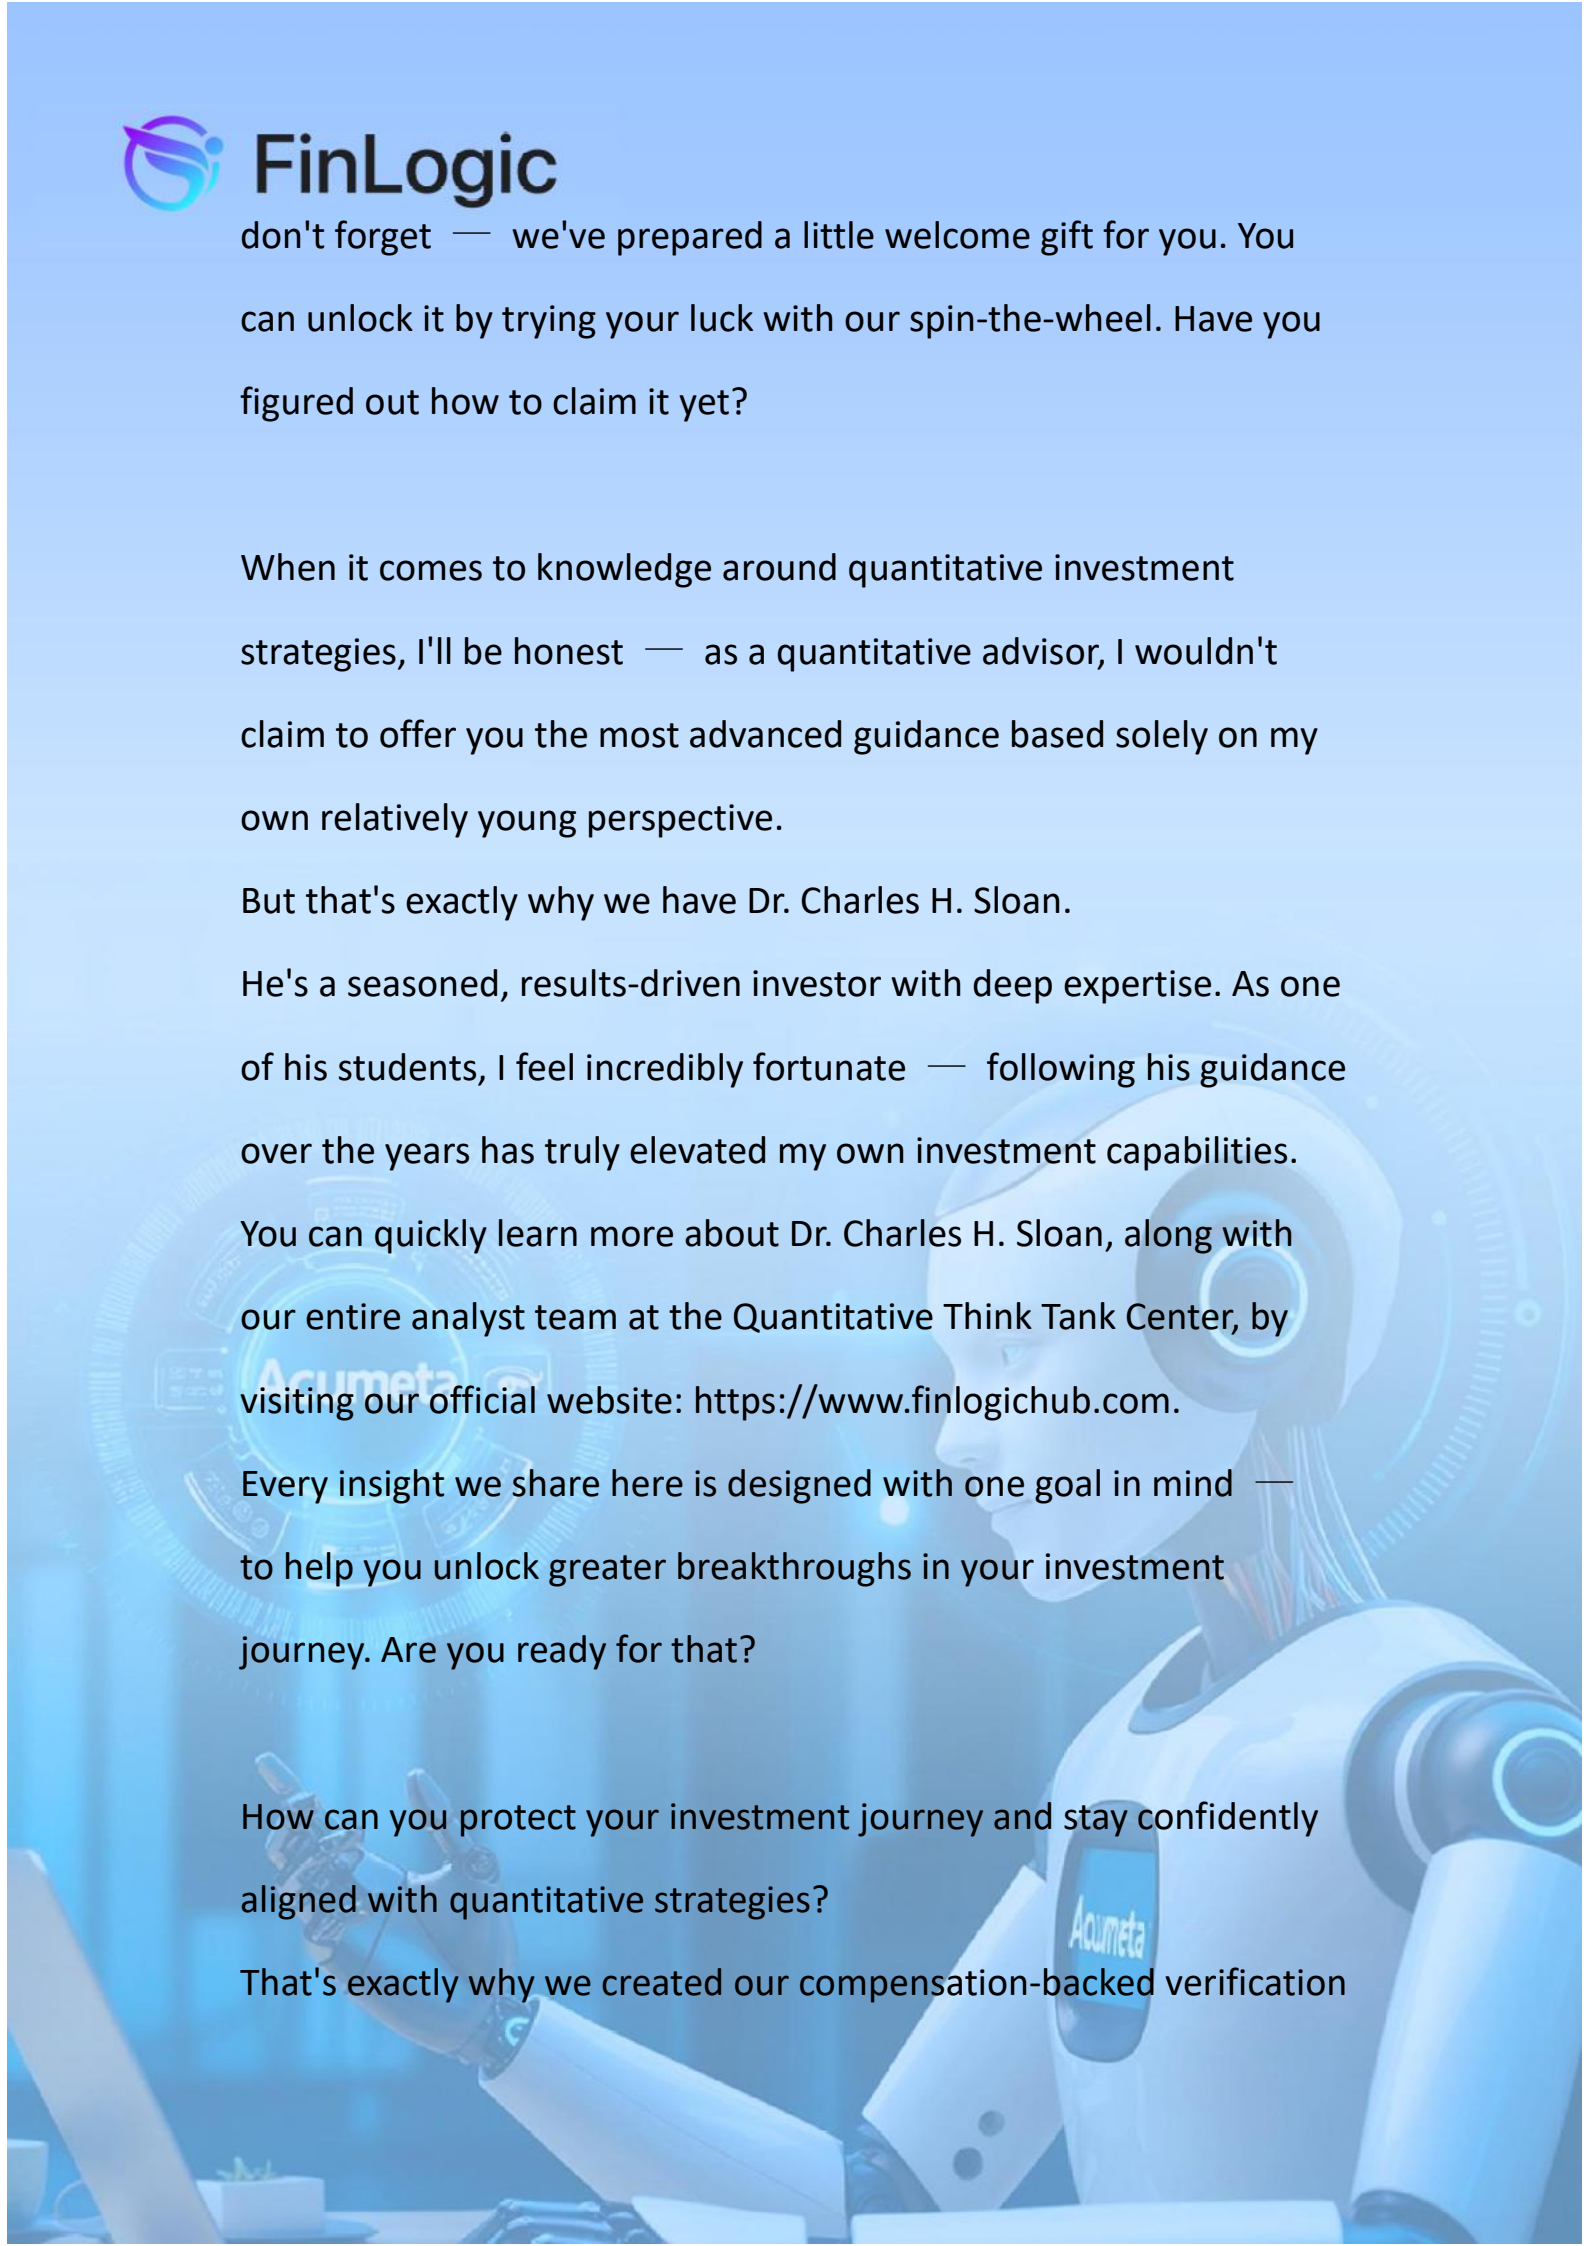 FinLogic
don't forget — we've prepared a little welcome gift for you. You
can unlock it by trying your luck with our spin-the-wheel. Have you
figured out how to claim it yet?
When it comes to knowledge around quantitative investment
strategies, I'll be honest — as a quantitative advisor, I wouldn't
claim to offer you the most advanced guidance based solely on my
own relatively young perspective.
But that's exactly why we have Dr. Charles H. Sloan.
He's a seasoned, results-driven investor with deep expertise. As one
of his students, I feel incredibly fortunate — following his guidance
over the years has truly elevated my own investment capabilities.
You can quickly learn more about Dr. Charles H. Sloan, along with
our entire analyst team at the Quantitative Think Tank Center, by
Acumeta
visiting our official website: https://www.finlogichub.com.
Every insight we share here is designed with one goal in mind —
to help you unlock greater breakthroughs in your investment
journey. Are you ready for that?
How can you protect your investment journey and stay confidently
aligned with quantitative strategies?
Acumeta
That's exactly why we created our compensation-backed verification